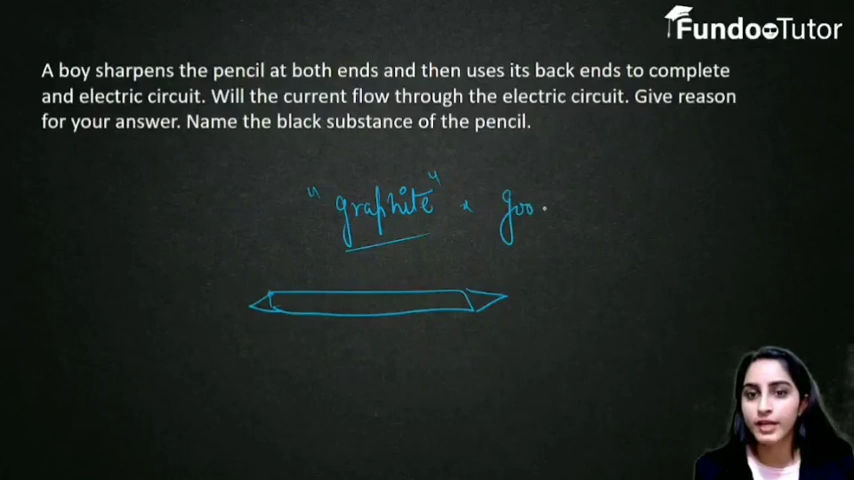 FundooTutor
A boy sharpens the pencil at both ends and then uses its back ends to complete
and electric circuit. Will the current flow through the electric circuit. Give reason
for your answer. Name the black substance of the pencil.
"graphite" goo